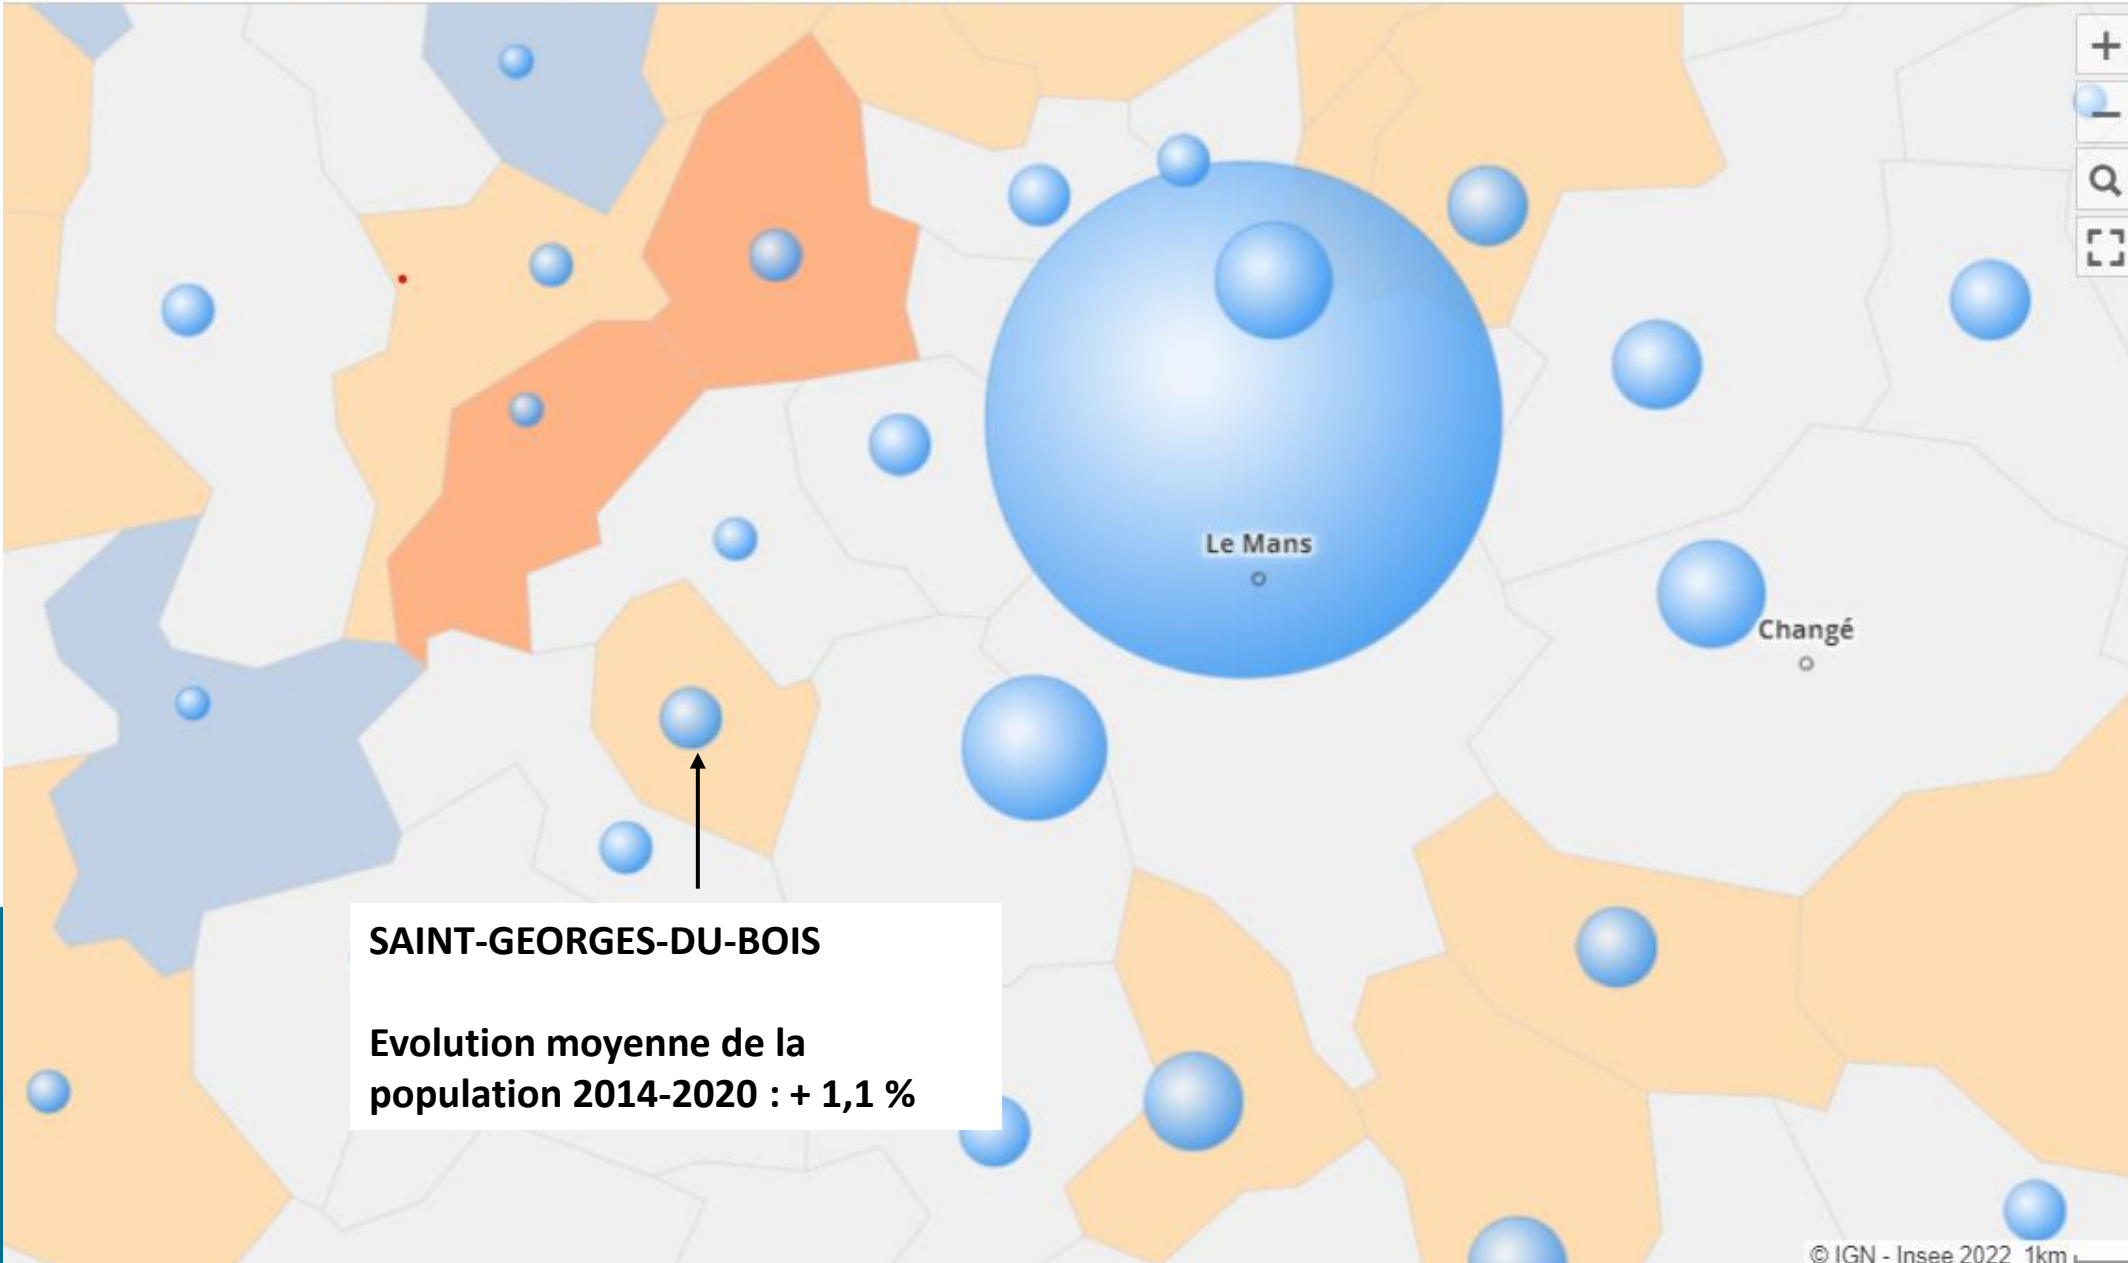 Le Mans
Changé
SAINT-GEORGES-DU-BOIS
Evolution moyenne de la
population 2014-2020 : + 1,1 %
© IGN - Insee 2022 1km